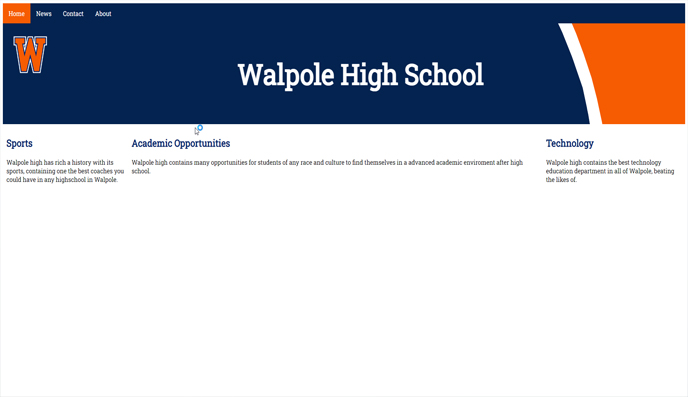 Home News Contact About
W
Walpole High School
Sports
Walpole high has rich a history with its
sports, containing one the best coaches you
could have in any highschool in Walpole.
Academic Opportunities
Walpole high contains many opportunities for students of any race and culture to find themselves in a advanced academic enviroment after high
school.
Technology
Walpole high contains the best technology
education department in all of Walpole, beating
the likes of.